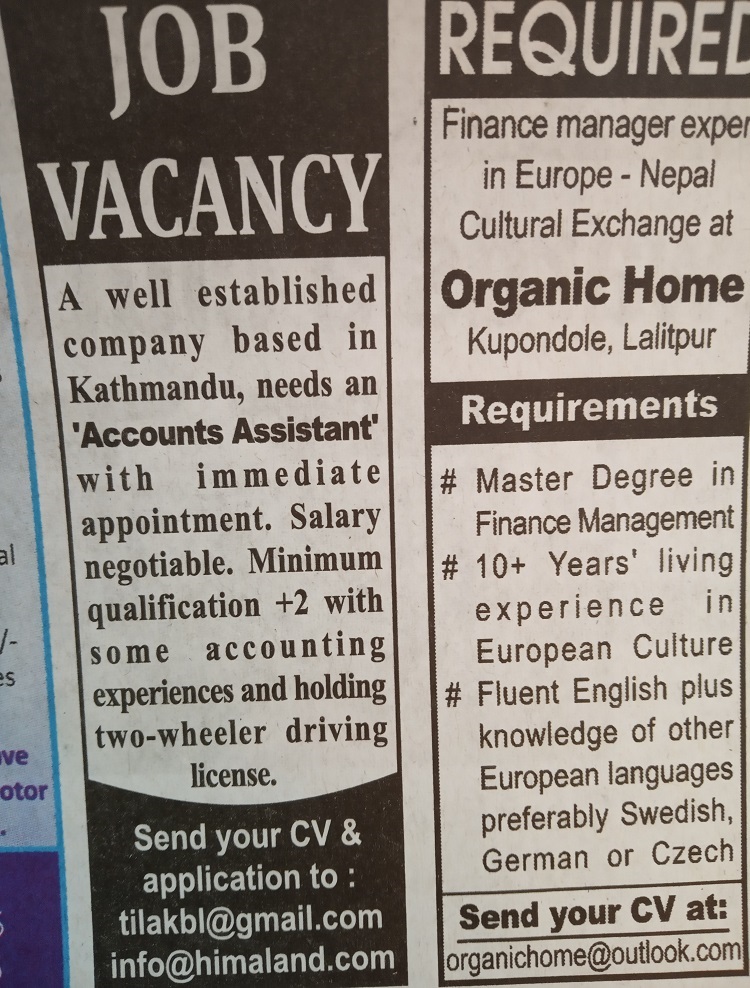 JOB
VACANCY
A well established
company based in
Kathmandu, needs an
'Accounts Assistant'
with immediate
appointment. Salary
negotiable. Minimum
qualification +2 with
some accounting
experiences and holding
two-wheeler driving
license.
Send your CV &
application to :
tilakbl@gmail.com
info@himaland.com
REQUIRED
Finance manager exper
in Europe - Nepal
Cultural Exchange at
Organic Home
Kupondole, Lalitpur
Requirements
# Master Degree in
Finance Management
# 10+ Years' living
experience in
European Culture
# Fluent English plus
knowledge of other
European languages
preferably Swedish,
German or Czech
Send your CV at:
organichome@outlook.com
al
/-
es
ve
otor
.